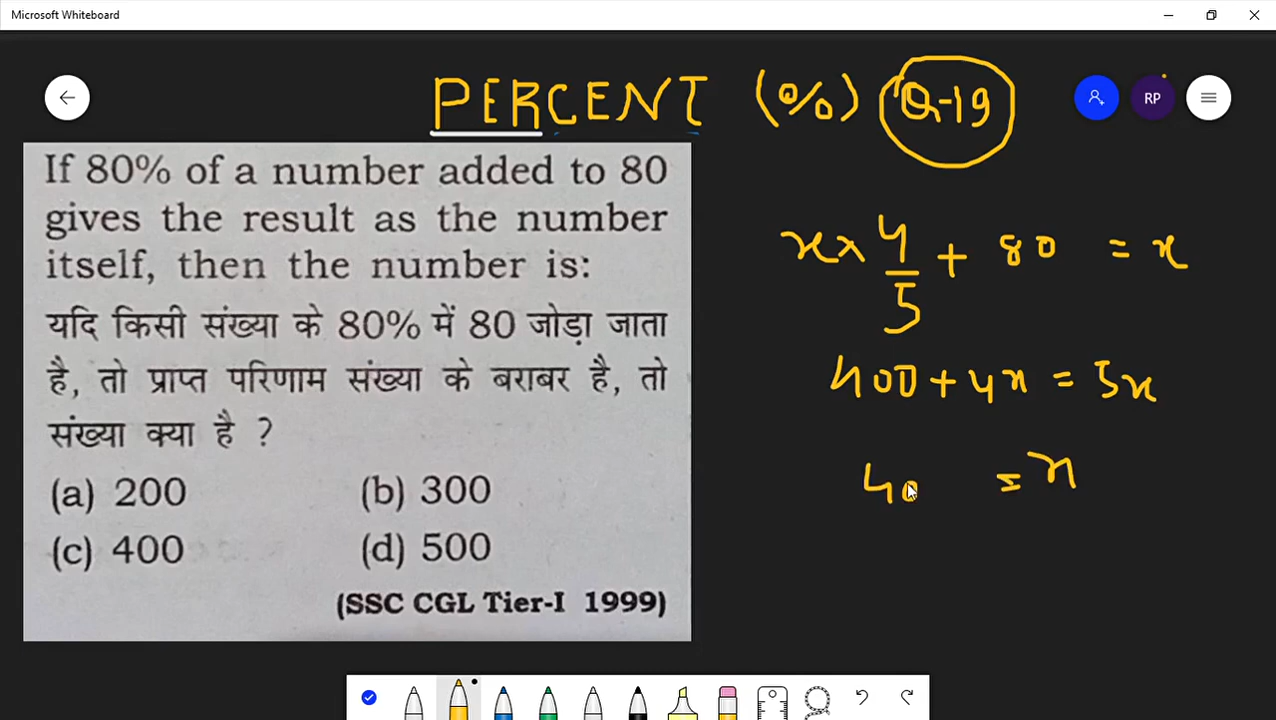 Microsoft Whiteboard
PERCENT (%) Q-19
RP
If 80% of a number added to 80
gives the result as the number
itself, then the number is:
यदि किसी संख्या के 80% में 80 जोड़ा जाता
है, तो प्राप्त परिणाम संख्या के बराबर है, तो
संख्या क्या है ?
(a) 200 (b) 300
(c) 400 (d) 500
(SSC CGL Tier-I 1999)
x × 4/5 + 80 = x
400 + 4x = 5x
40 = x